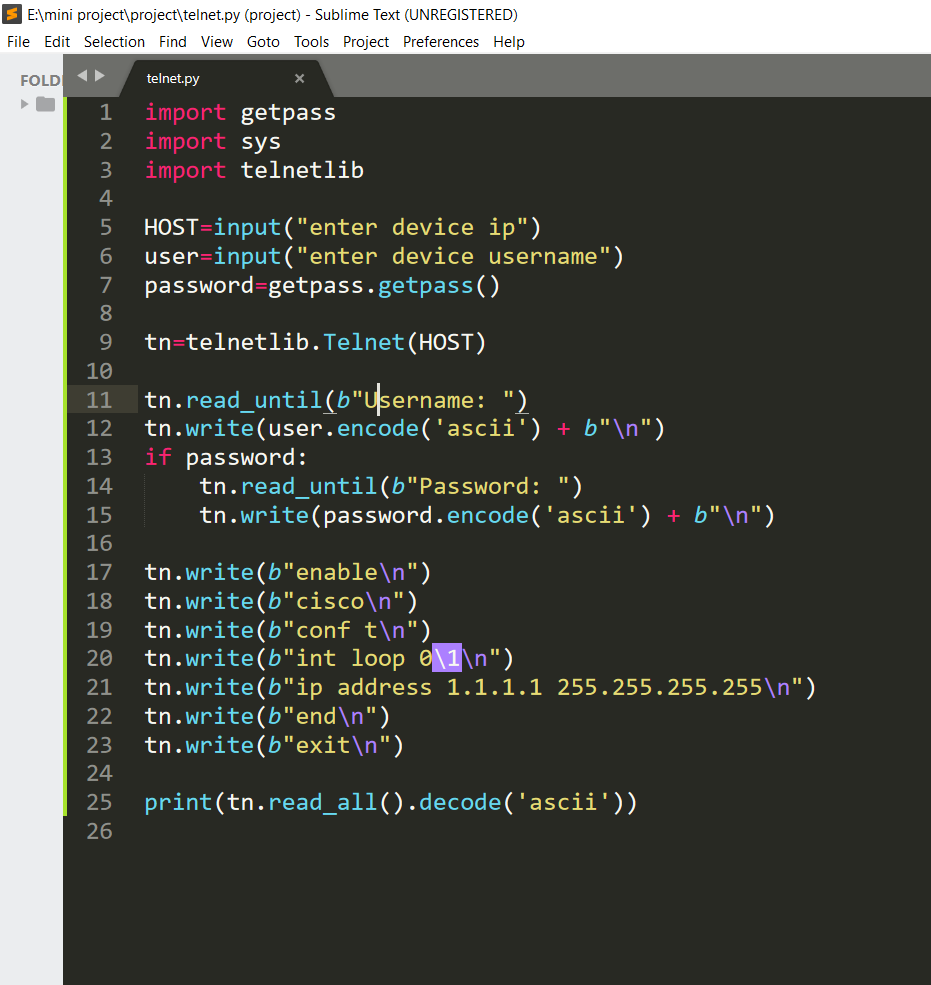 E:\mini project\project\telnet.py (project) - Sublime Text (UNREGISTERED)
File Edit Selection Find View Goto Tools Project Preferences Help
FOLD
telnet.py ×
1 import getpass
2 import sys
3 import telnetlib
4
5 HOST=input("enter device ip")
6 user=input("enter device username")
7 password=getpass.getpass()
8
9 tn=telnetlib.Telnet(HOST)
10
11 tn.read_until(b"Username: ")
12 tn.write(user.encode('ascii') + b"\n")
13 if password:
14     tn.read_until(b"Password: ")
15     tn.write(password.encode('ascii') + b"\n")
16
17 tn.write(b"enable\n")
18 tn.write(b"cisco\n")
19 tn.write(b"conf t\n")
20 tn.write(b"int loop 0\1\n")
21 tn.write(b"ip address 1.1.1.1 255.255.255.255\n")
22 tn.write(b"end\n")
23 tn.write(b"exit\n")
24
25 print(tn.read_all().decode('ascii'))
26